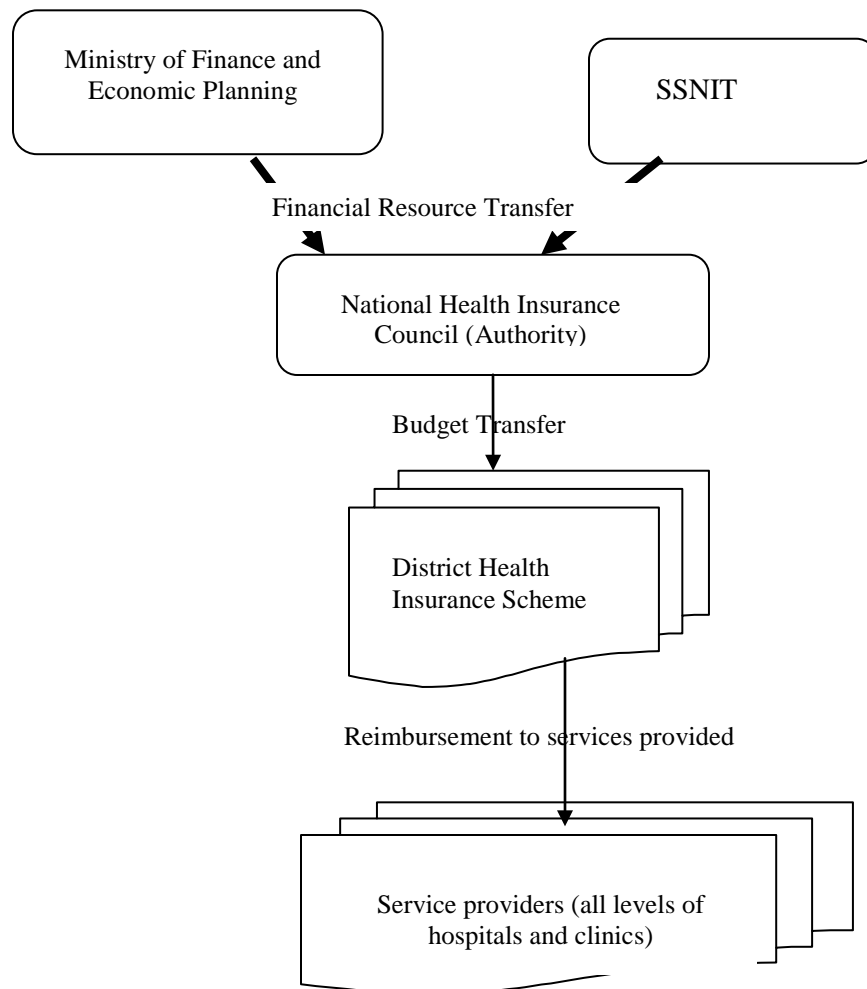 Ministry of Finance and
Economic Planning
SSNIT
Financial Resource Transfer
National Health Insurance
Council (Authority)
Budget Transfer
District Health
Insurance Scheme
Reimbursement to services provided
Service providers (all levels of
hospitals and clinics)